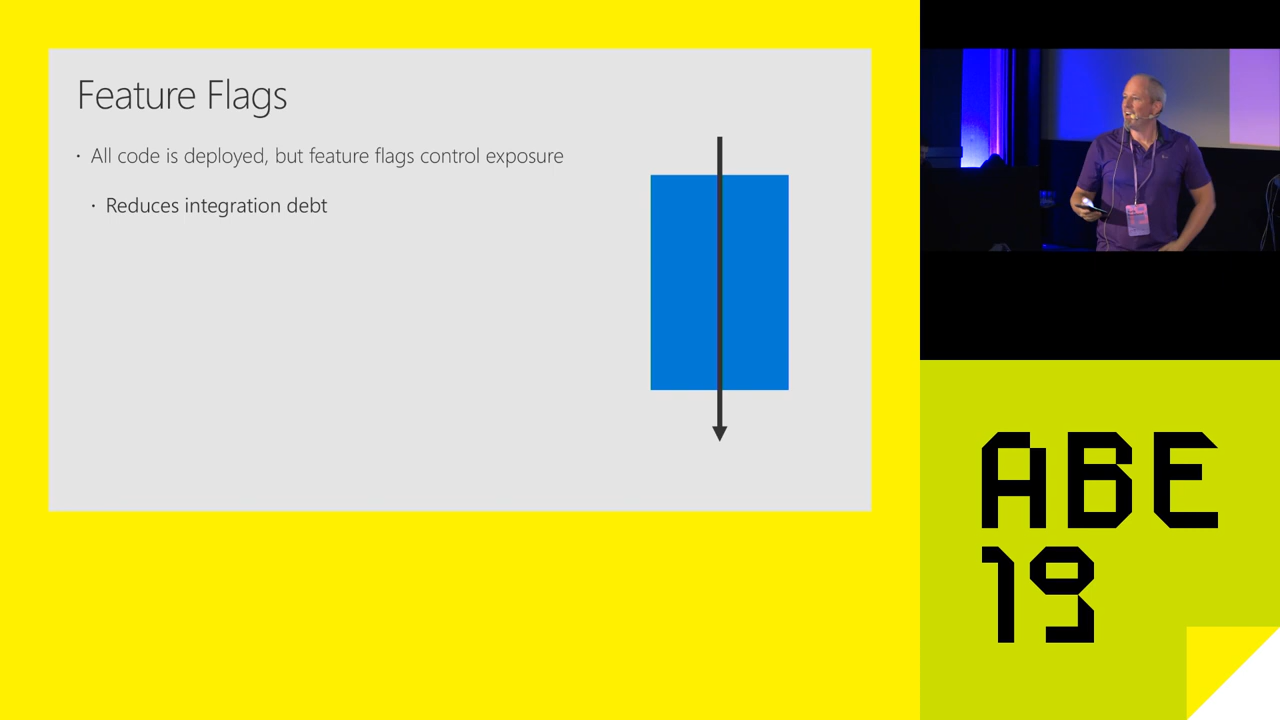 Feature Flags
· All code is deployed, but feature flags control exposure
· Reduces integration debt
ABE
19